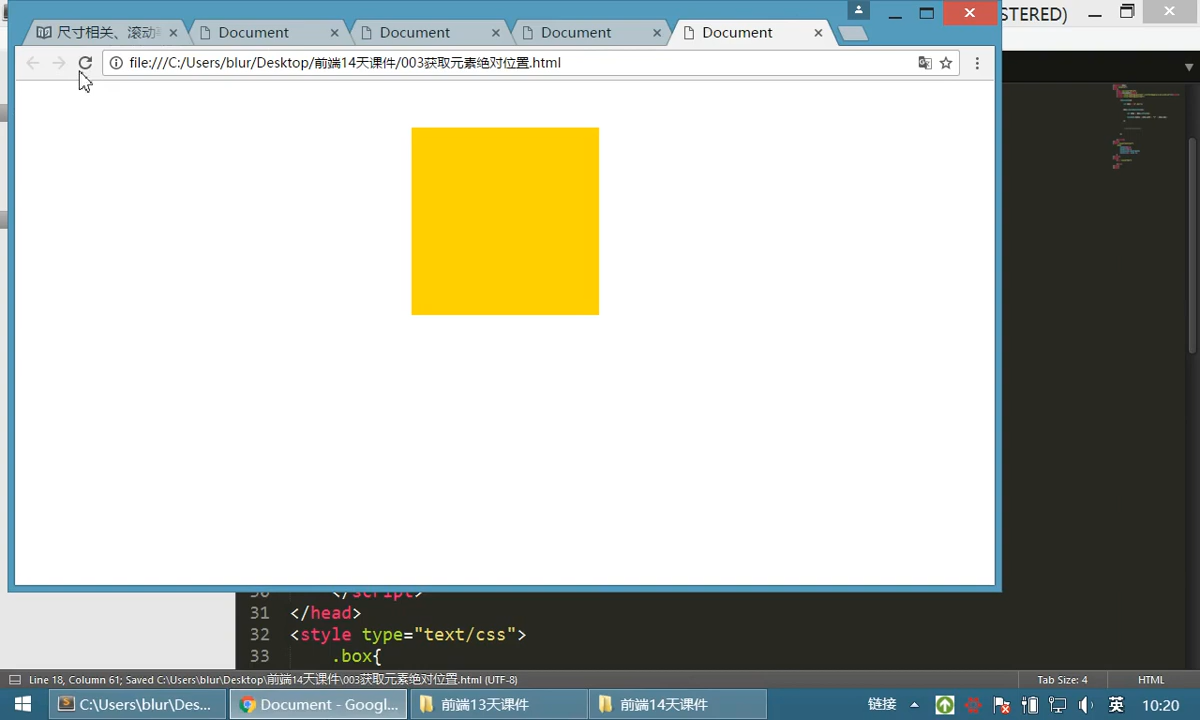 STERED)
尺寸相关、滚动
Document
Document
Document
Document
file:///C:/Users/blur/Desktop/前端14天课件/003获取元素绝对位置.html
30 </script>
31 </head>
32 <style type="text/css">
33 .box{
Line 18, Column 61; Saved C:\Users\blur\Desktop\前端14天课件\003获取元素绝对位置.html (UTF-8)
Tab Size: 4
HTML
C:\Users\blur\Des...
Document - Googl...
前端13天课件
前端14天课件
链接
英
10:20